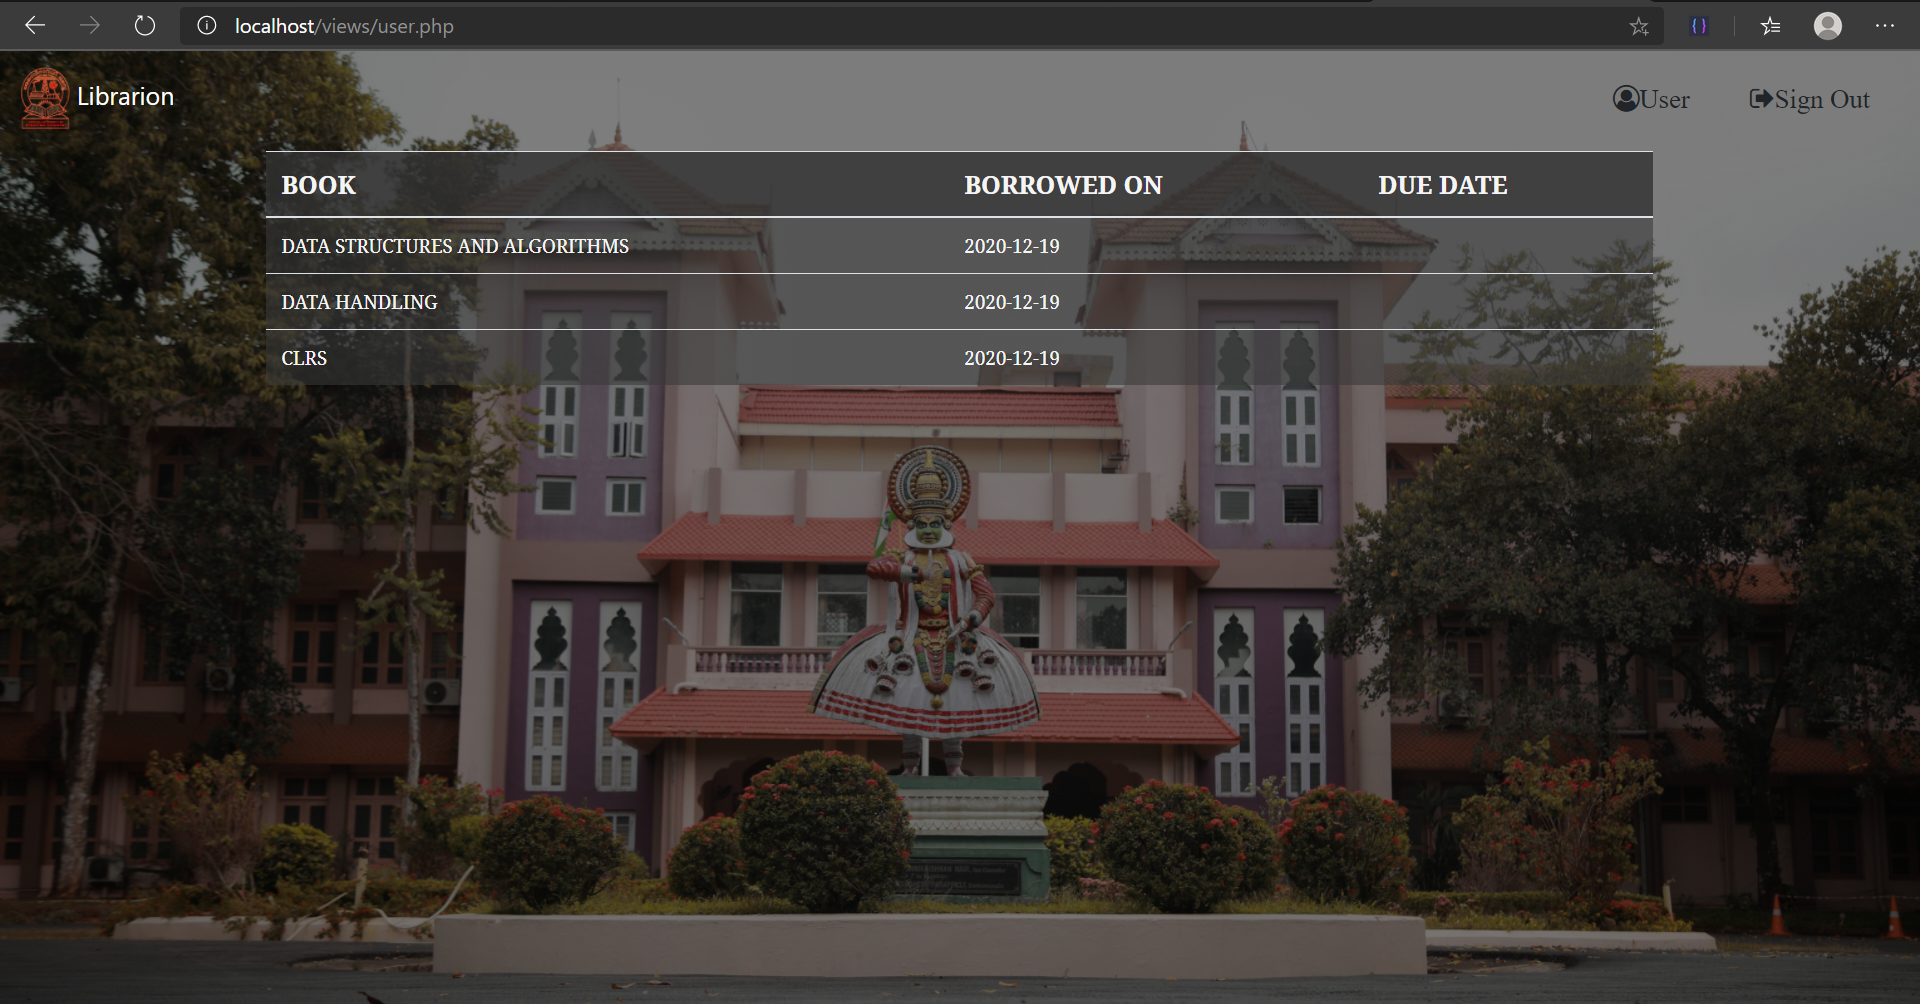 localhost/views/user.php
Librarion
User
Sign Out
BOOK BORROWED ON DUE DATE
DATA STRUCTURES AND ALGORITHMS 2020-12-19
DATA HANDLING 2020-12-19
CLRS 2020-12-19